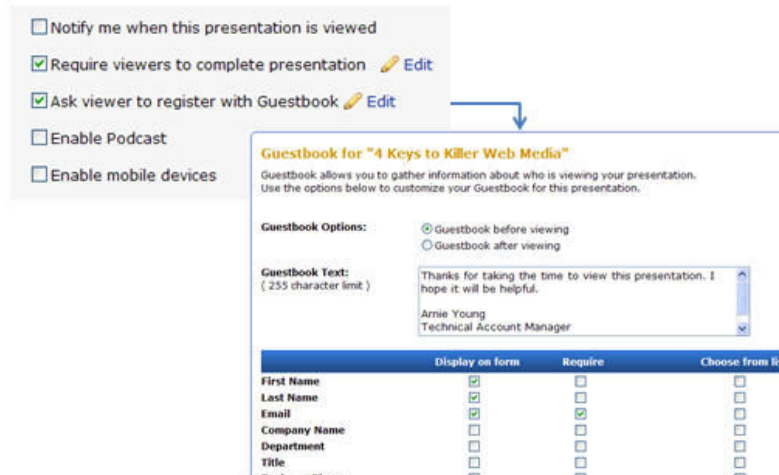 Notify me when this presentation is viewed
Require viewers to complete presentation Edit
Ask viewer to register with Guestbook Edit
Enable Podcast
Enable mobile devices
Guestbook for "4 Keys to Killer Web Media"
Guestbook allows you to gather information about who is viewing your presentation.
Use the options below to customize your Guestbook for this presentation.
Guestbook Options:
Guestbook before viewing
Guestbook after viewing
Guestbook Text:
( 255 character limit )
Thanks for taking the time to view this presentation. I
hope it will be helpful.
Arnie Young
Technical Account Manager
Display on form Require Choose from
First Name
Last Name
Email
Company Name
Department
Title